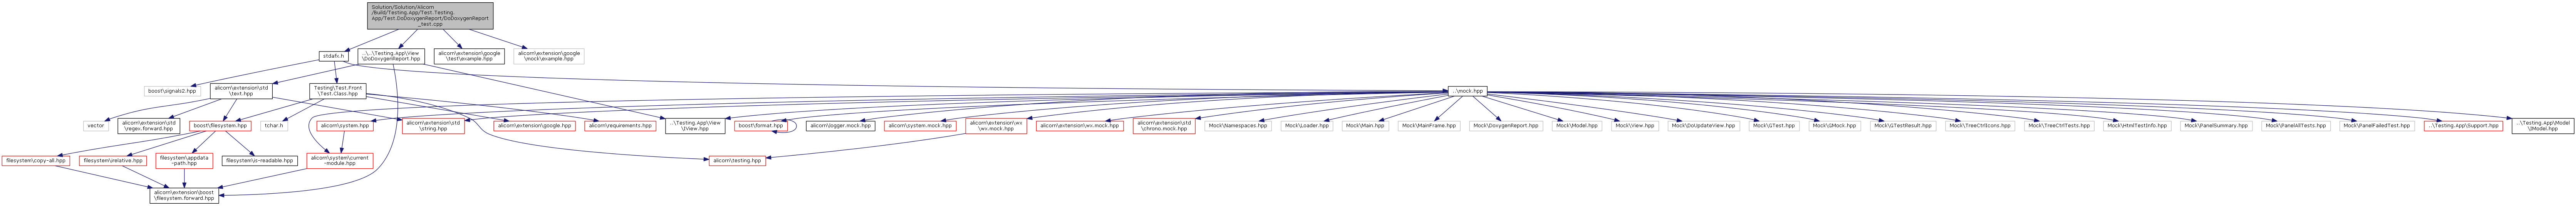 Solution/Solution/Alicorn
/Build/Testing.App/Test.Testing.
App/Test.DoDoxygenReport/DoDoxygenReport
_test.cpp
stdafx.h
..\..\Testing.App\View
\DoDoxygenReport.hpp
alicorn\extension\google
\test\example.hpp
alicorn\extension\google
\mock\example.hpp
boost\signals2.hpp
alicorn\extension\std
\text.hpp
Testing\Test.Front
\Test.Class.hpp
..\mock.hpp
vector
alicorn\extension\std
\regex.forward.hpp
boost\filesystem.hpp
tchar.h
alicorn\system.hpp
alicorn\extension\std
\string.hpp
alicorn\extension\google.hpp
alicorn\requirements.hpp
..\Testing.App\View
\IView.hpp
boost\format.hpp
alicorn\logger.mock.hpp
alicorn\system.mock.hpp
alicorn\extension\wx
\wx.mock.hpp
alicorn\extension\wx.mock.hpp
alicorn\extension\std
\chrono.mock.hpp
Mock\Namespaces.hpp
Mock\Loader.hpp
Mock\Main.hpp
Mock\MainFrame.hpp
Mock\DoxygenReport.hpp
Mock\Model.hpp
Mock\View.hpp
Mock\DoUpdateView.hpp
Mock\GTest.hpp
Mock\GMock.hpp
Mock\GTestResult.hpp
Mock\TreeCtrlIcons.hpp
Mock\TreeCtrlTests.hpp
Mock\HtmlTestInfo.hpp
Mock\PanelSummary.hpp
Mock\PanelAllTests.hpp
Mock\PanelFailedTest.hpp
..\Testing.App\Support.hpp
..\Testing.App\Model
\IModel.hpp
filesystem\copy-all.hpp
filesystem\relative.hpp
filesystem\appdata
-path.hpp
filesystem\is-readable.hpp
alicorn\system\current
-module.hpp
alicorn\testing.hpp
alicorn\extension\boost
\filesystem.forward.hpp